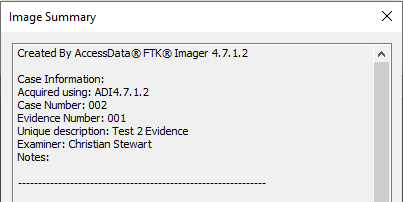 Image Summary
Created By AccessData® FTK® Imager 4.7.1.2
Case Information:
Acquired using: ADI4.7.1.2
Case Number: 002
Evidence Number: 001
Unique description: Test 2 Evidence
Examiner: Christian Stewart
Notes:
--------------------------------------------------------------